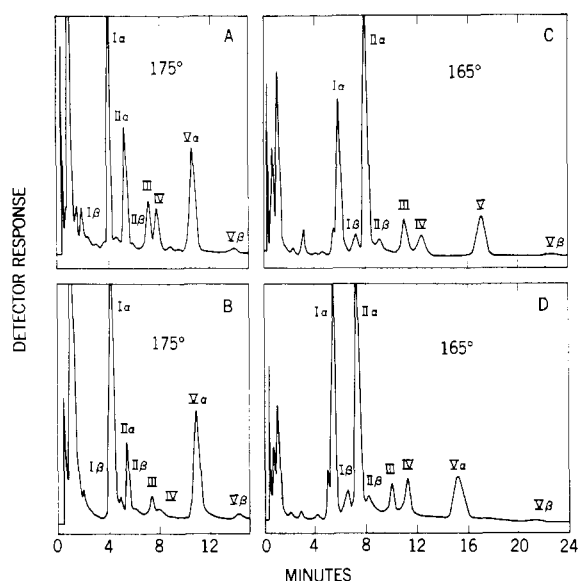 DETECTOR RESPONSE
A
175°
Iα
IIα
Iβ
IIβ
III
IV
Vα
Vβ
C
165°
Iα
IIα
Iβ
IIβ
III
IV
V
Vβ
B
175°
Iα
IIα
Iβ
IIβ
III
IV
Vα
Vβ
0 4 8 12
D
165°
Iα
IIα
Iβ
IIβ
III
IV
Vα
Vβ
0 4 8 12 16 20 24
MINUTES